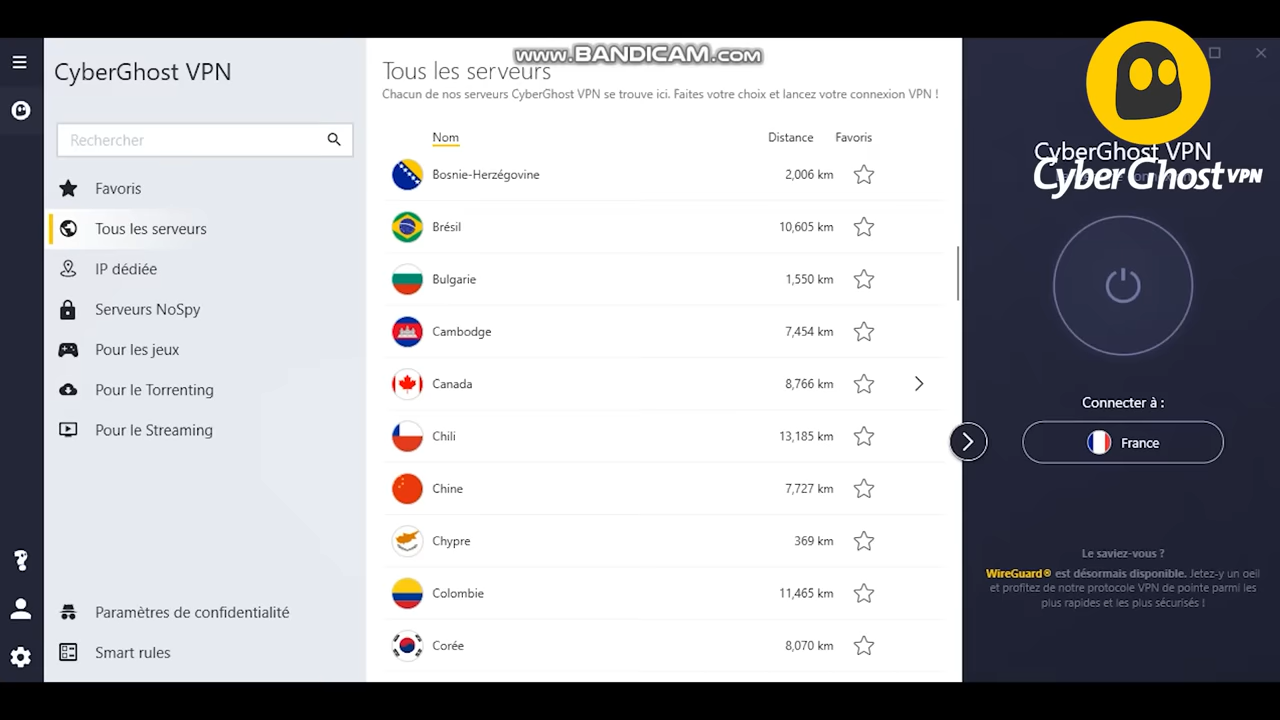 www.BANDICAM.com
CyberGhost VPN
Rechercher
Favoris
Tous les serveurs
IP dédiée
Serveurs NoSpy
Pour les jeux
Pour le Torrenting
Pour le Streaming
Paramètres de confidentialité
Smart rules
Tous les serveurs
Chacun de nos serveurs CyberGhost VPN se trouve ici. Faites votre choix et lancez votre connexion VPN !
Nom Distance Favoris
Bosnie-Herzégovine 2,006 km
Brésil 10,605 km
Bulgarie 1,550 km
Cambodge 7,454 km
Canada 8,766 km
Chili 13,185 km
Chine 7,727 km
Chypre 369 km
Colombie 11,465 km
Corée 8,070 km
CyberGhost VPN
CyberGhost VPN
Connecter à :
France
Le saviez-vous ?
WireGuard® est désormais disponible. Jetez-y un oeil
et profitez de notre protocole VPN de pointe parmi les
plus rapides et les plus sécurisés !